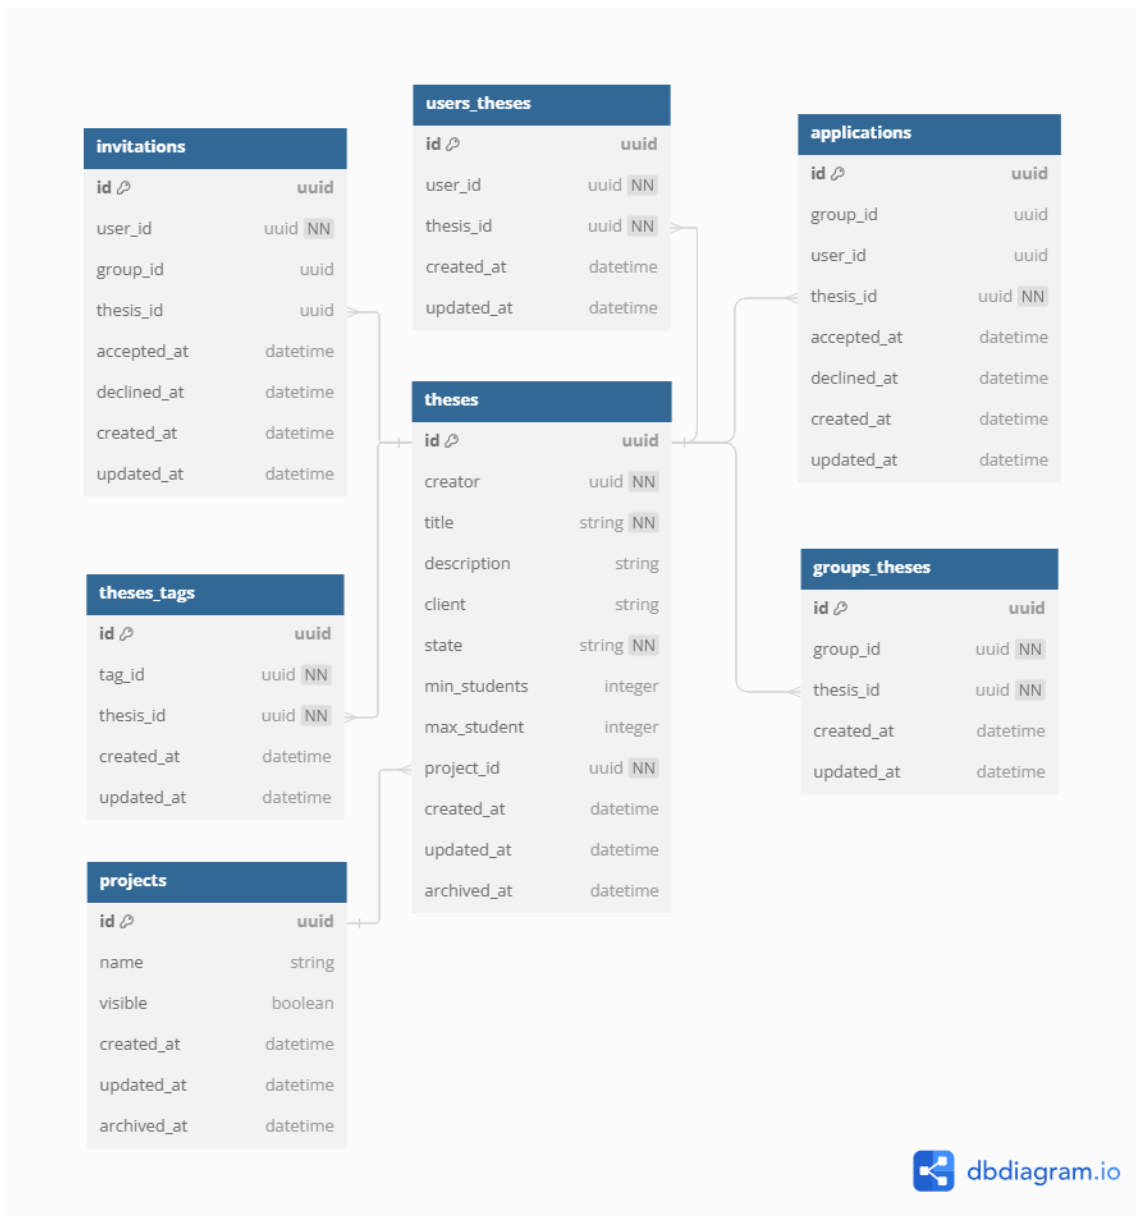 users_theses
id uuid
user_id uuid NN
thesis_id uuid NN
created_at datetime
updated_at datetime
invitations
id uuid
user_id uuid NN
group_id uuid
thesis_id uuid
accepted_at datetime
declined_at datetime
created_at datetime
updated_at datetime
applications
id uuid
group_id uuid
user_id uuid
thesis_id uuid NN
accepted_at datetime
declined_at datetime
created_at datetime
updated_at datetime
theses
id uuid
creator uuid NN
title string NN
description string
client string
state string NN
min_students integer
max_student integer
project_id uuid NN
created_at datetime
updated_at datetime
archived_at datetime
theses_tags
id uuid
tag_id uuid NN
thesis_id uuid NN
created_at datetime
updated_at datetime
groups_theses
id uuid
group_id uuid NN
thesis_id uuid NN
created_at datetime
updated_at datetime
projects
id uuid
name string
visible boolean
created_at datetime
updated_at datetime
archived_at datetime
dbdiagram.io